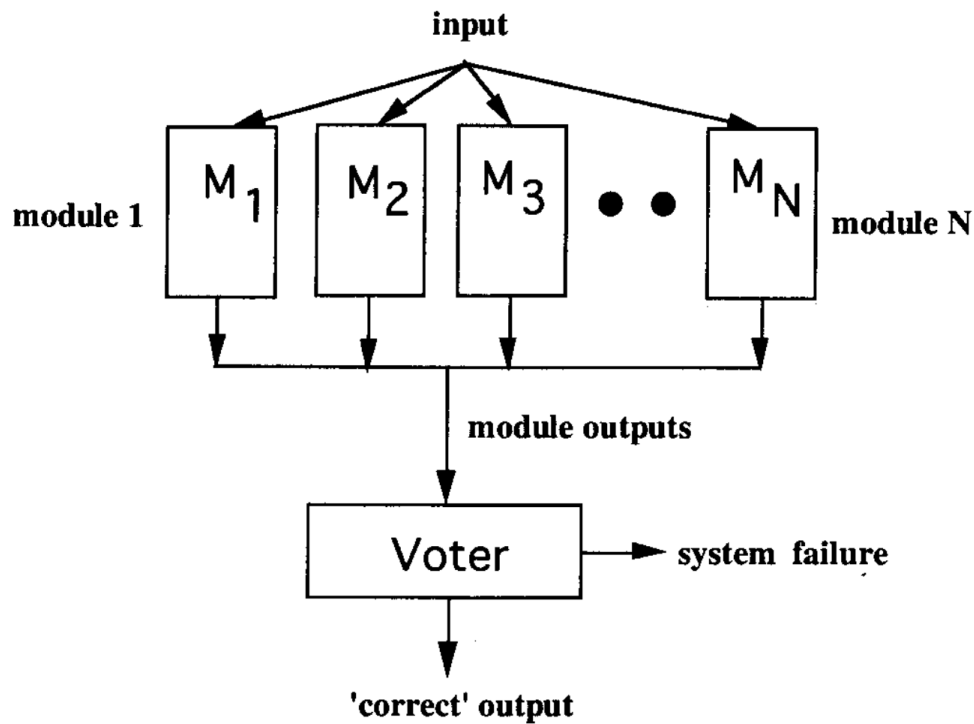 input
M1
M2
M3
MN
module 1
module N
module outputs
Voter
system failure
'correct' output